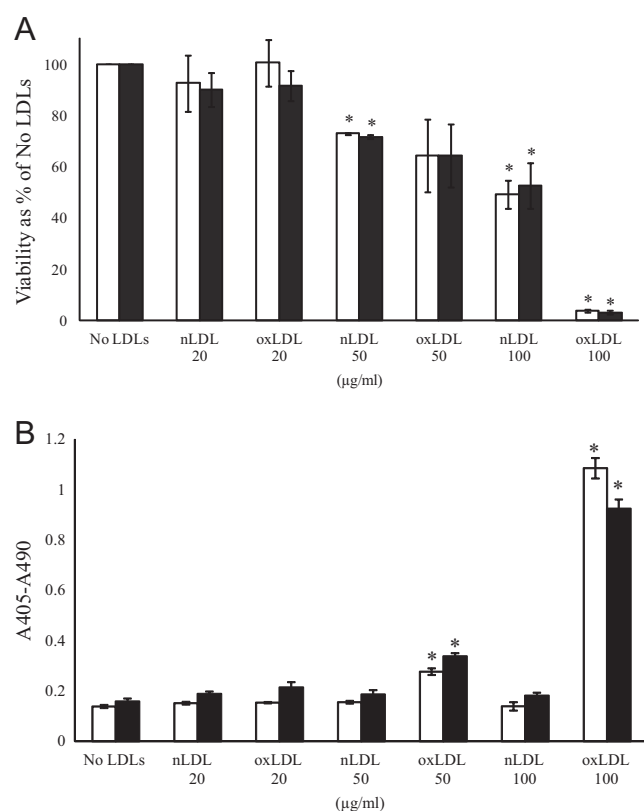 A
Viability as % of No LDLs
100
80
60
40
20
0
* *
* *
* *
No LDLs nLDL oxLDL nLDL oxLDL nLDL oxLDL
20 20 50 50 100 100
(μg/ml)
B
A405-A490
1.2
1
0.8
0.6
0.4
0.2
0
* *
* *
No LDLs nLDL oxLDL nLDL oxLDL nLDL oxLDL
20 20 50 50 100 100
(μg/ml)